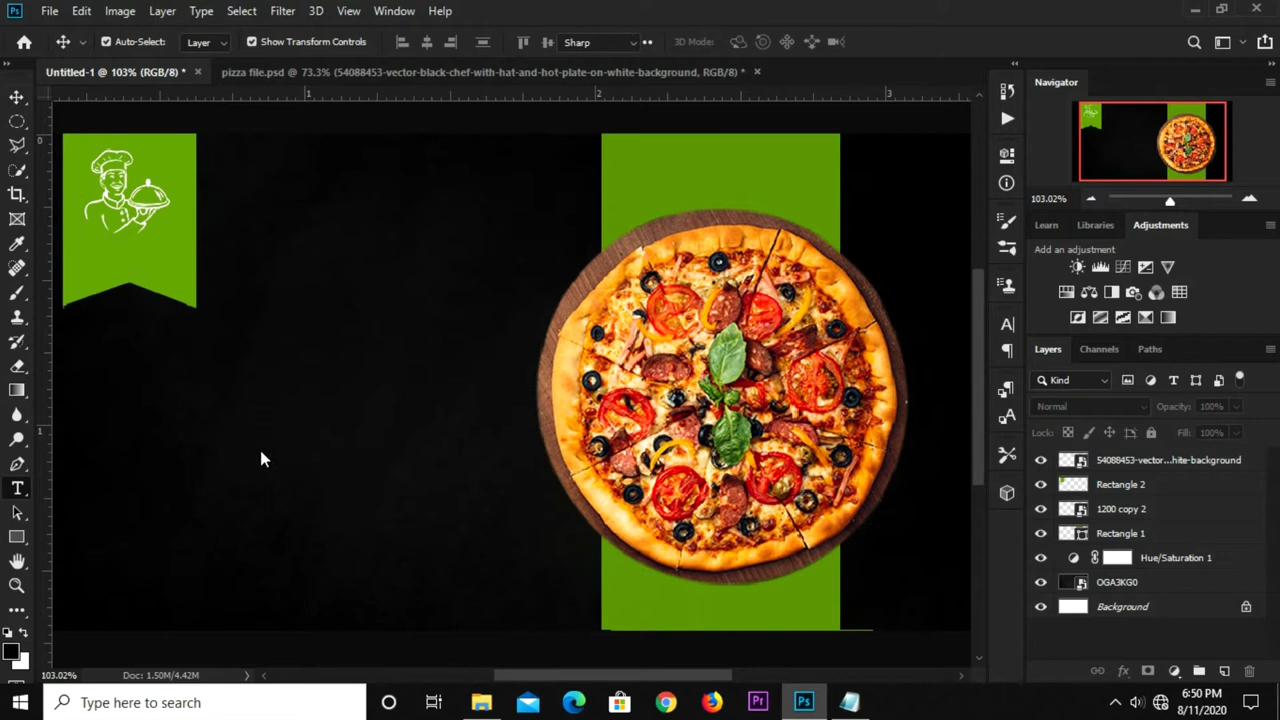 Ps File Edit Image Layer Type Select Filter 3D View Window Help
Auto-Select: Layer Show Transform Controls Sharp 3D Mode:
Untitled-1 @ 103% (RGB/8) * × pizza file.psd @ 73.3% (54088453-vector-black-chef-with-hat-and-hot-plate-on-white-background, RGB/8) * ×
1 2 3
0
1
Navigator
103.02%
Learn Libraries Adjustments
Add an adjustment
Layers Channels Paths
Kind
Normal Opacity: 100%
Lock: Fill: 100%
54088453-vector...hite-background
Rectangle 2
1200 copy 2
Rectangle 1
Hue/Saturation 1
OGA3KG0
Background
103.02% Doc: 1.50M/4.42M
Type here to search
Pr Ps
6:50 PM
8/11/2020